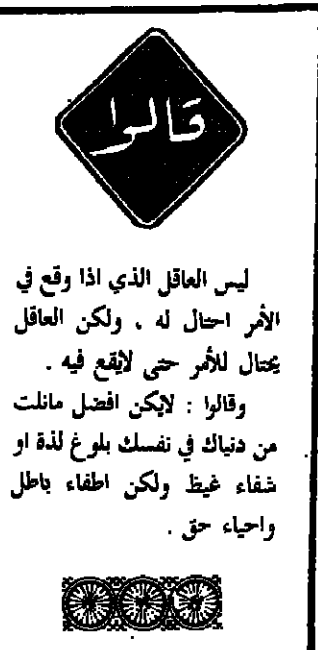 قالوا
ليس العاقل الذي اذا وقع في
الأمر احتال له . ولكن العاقل
يحتال للأمر حتى لايقع فيه .
وقالوا : لايكن افضل مانلت
من دنياك في نفسك بلوغ لذة او
شفاء غيظ ولكن اطفاء باطل
واحياء حق .